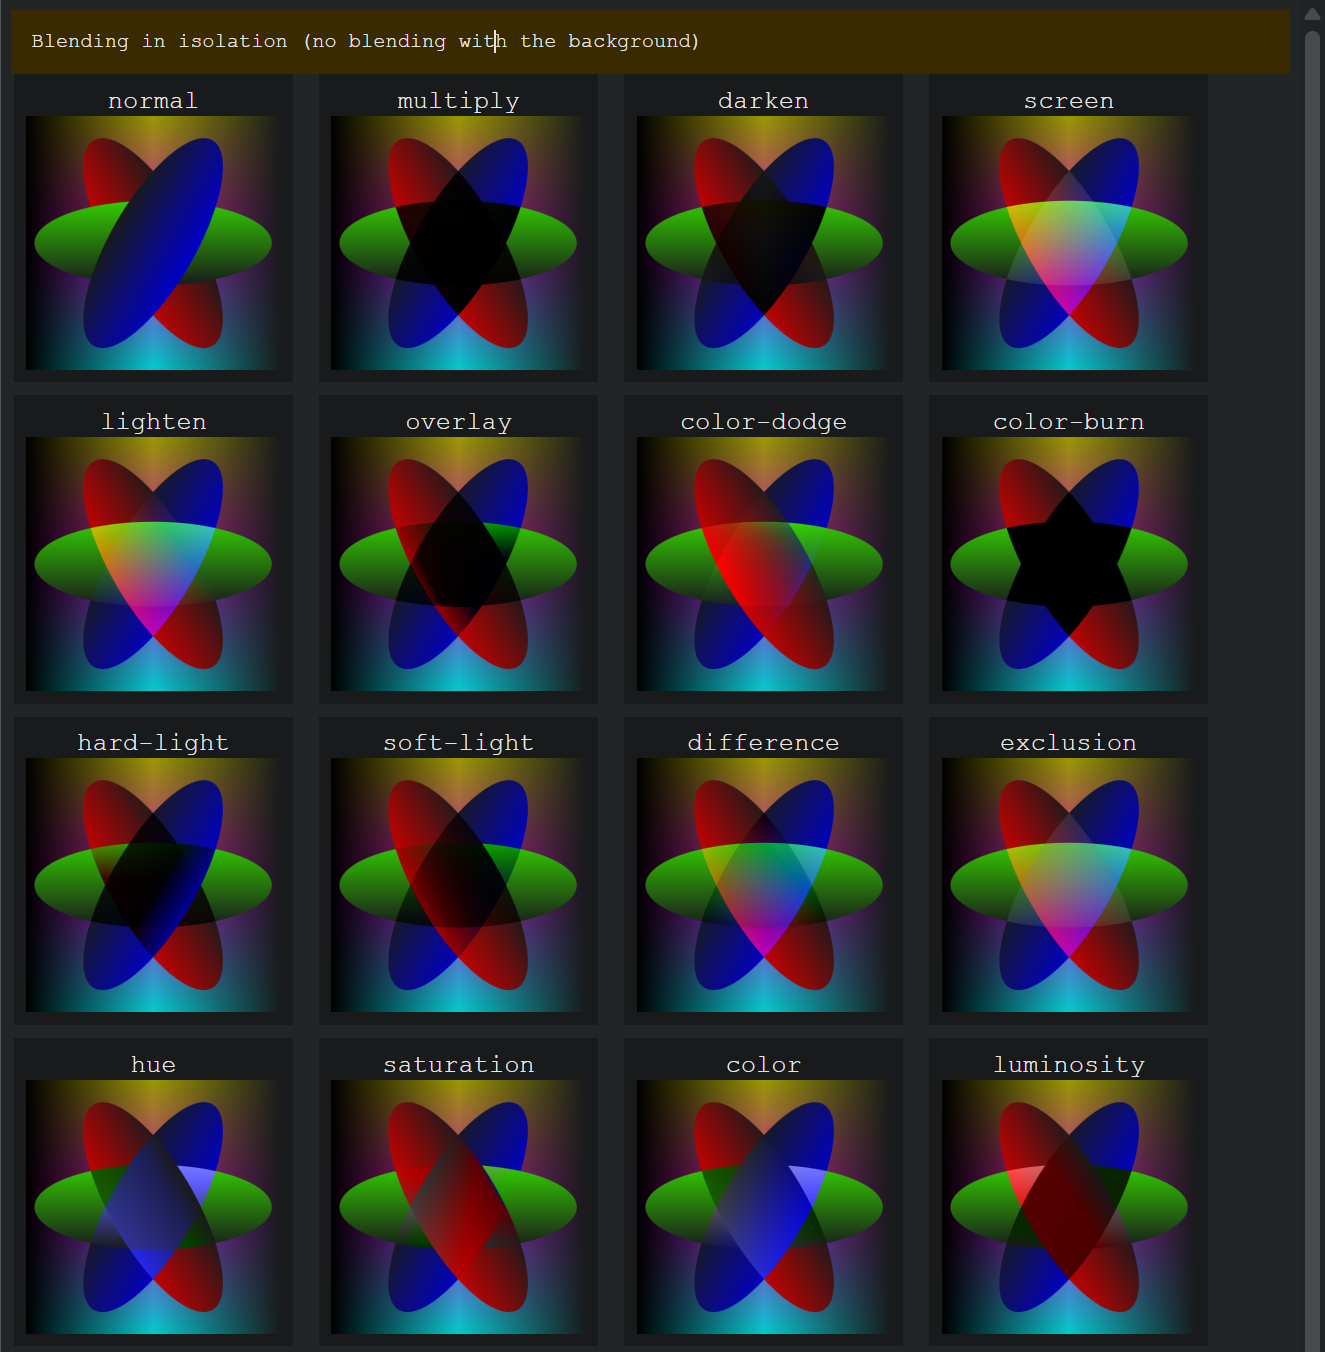 Blending in isolation (no blending with the background)
normal multiply darken screen
lighten overlay color-dodge color-burn
hard-light soft-light difference exclusion
hue saturation color luminosity